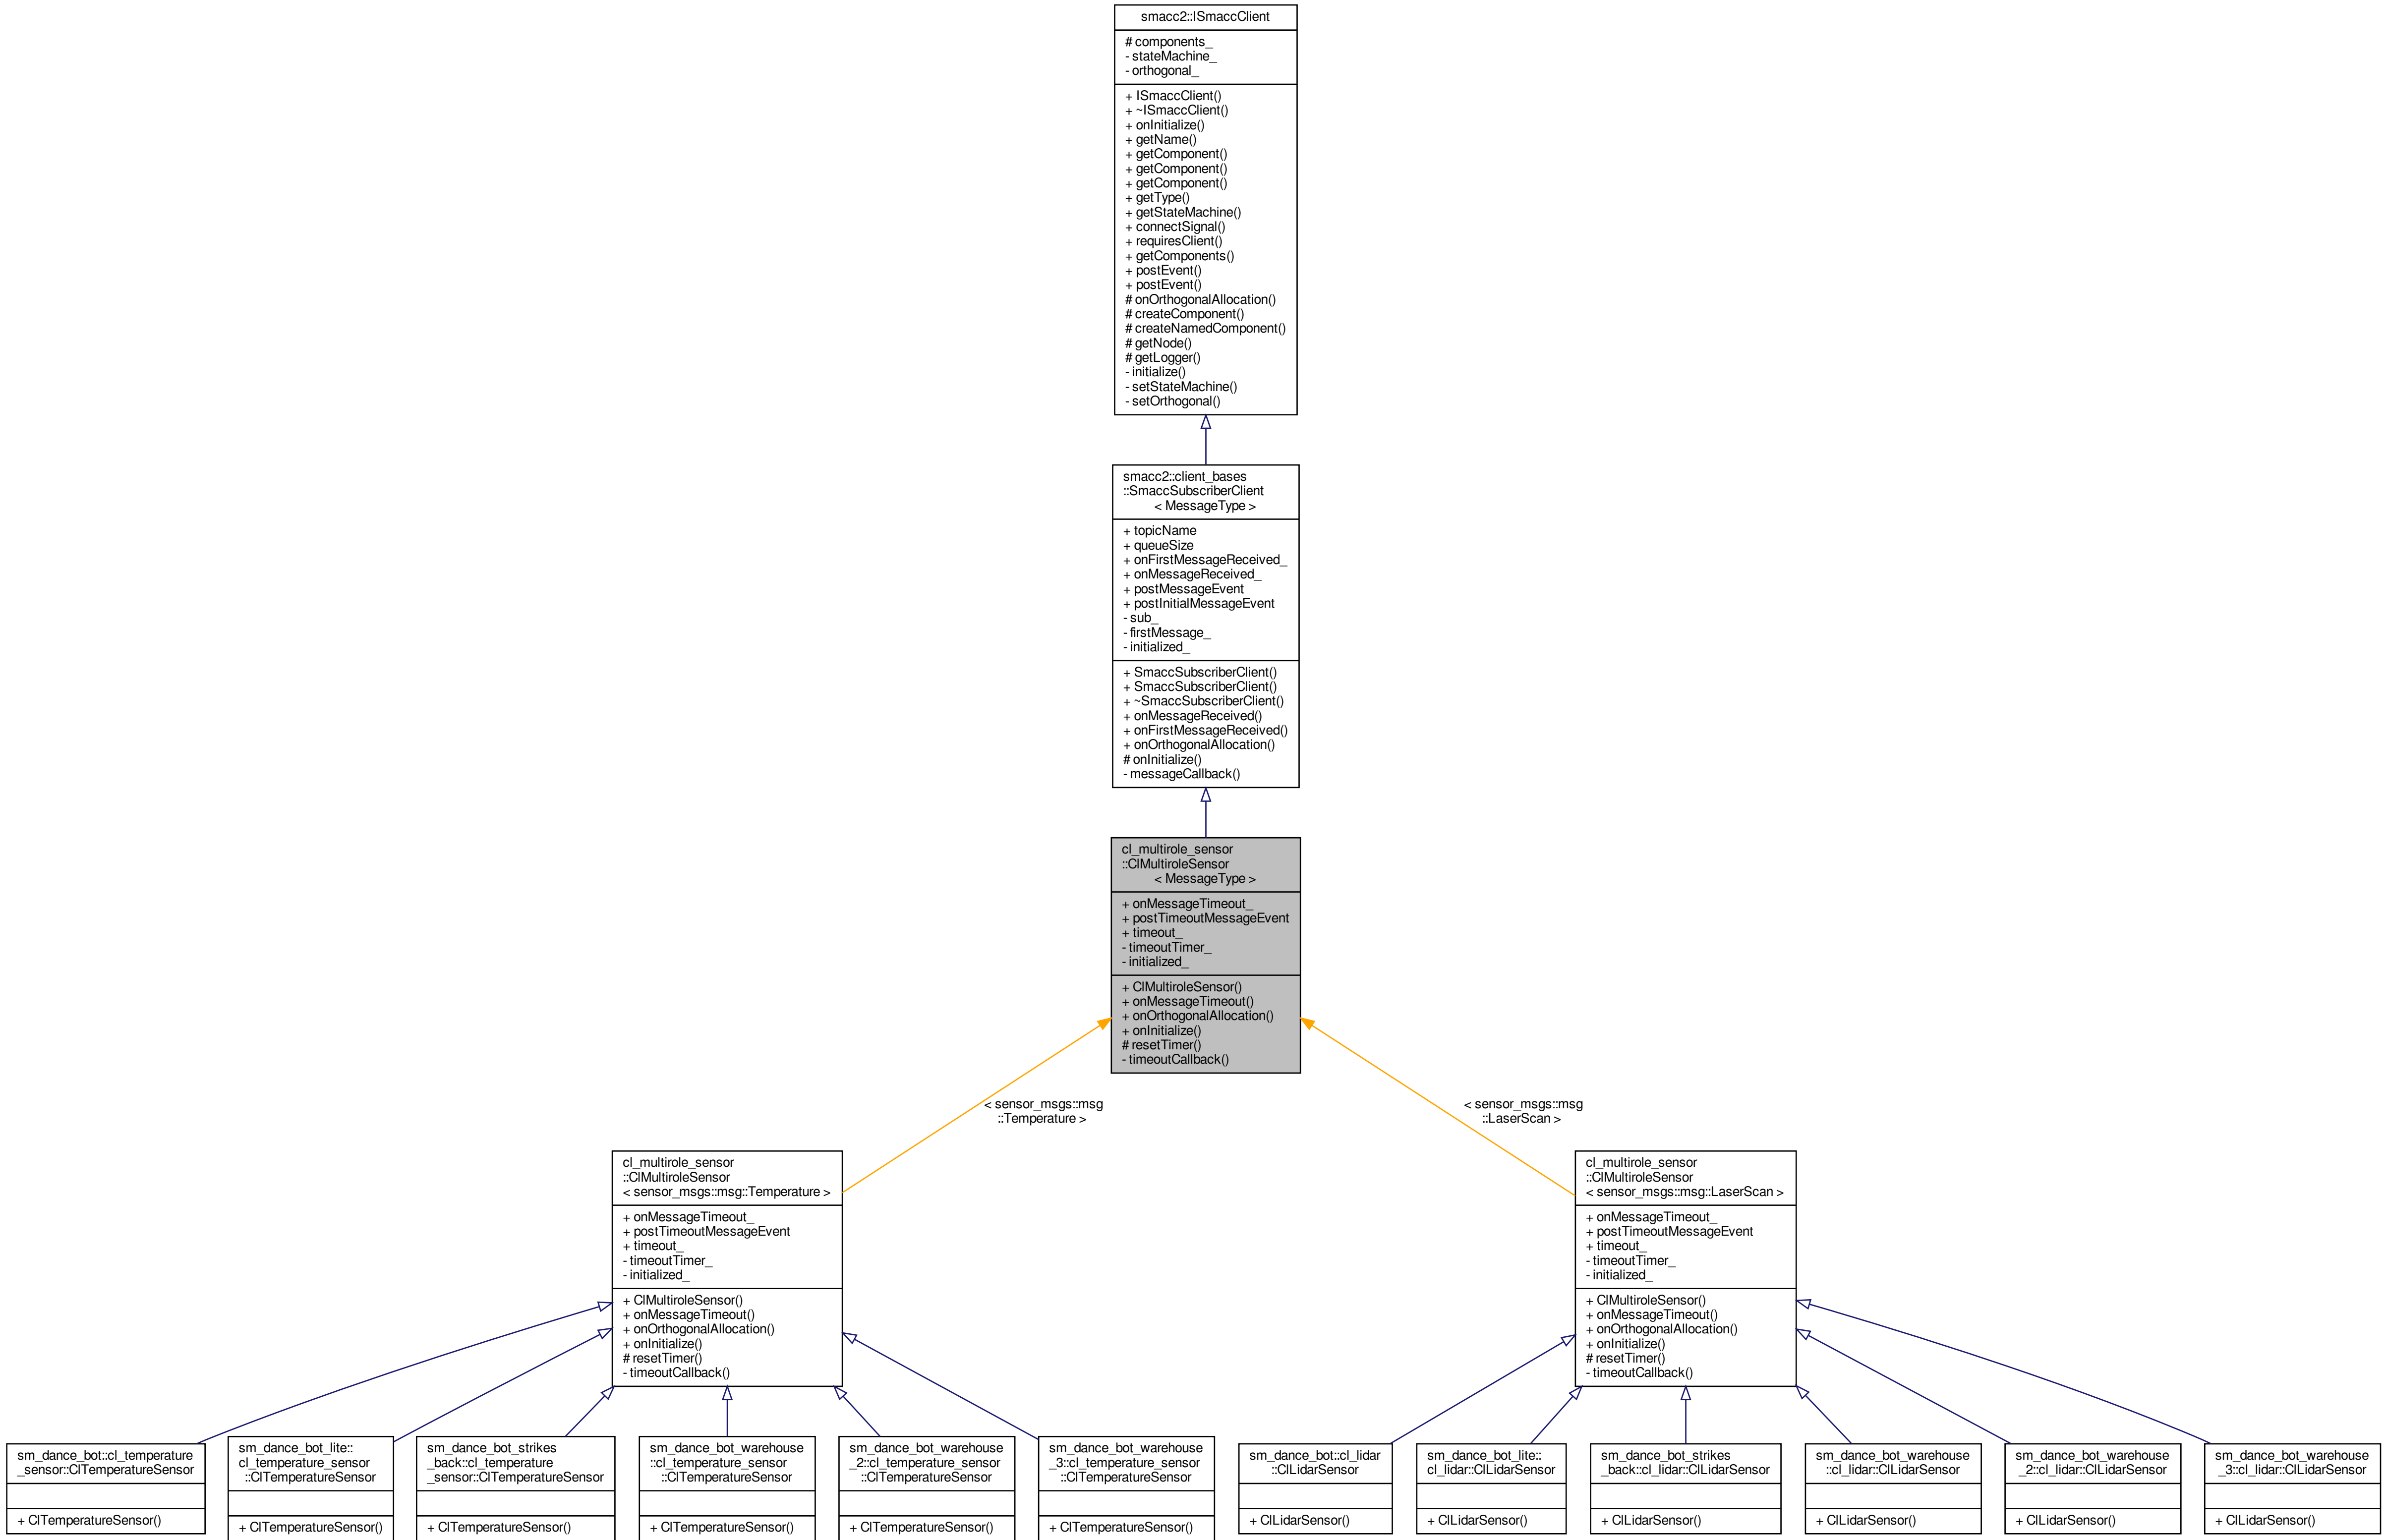 smacc2::ISmaccClient
# components_
- stateMachine_
- orthogonal_
+ ISmaccClient()
+ ~ISmaccClient()
+ onInitialize()
+ getName()
+ getComponent()
+ getComponent()
+ getComponent()
+ getType()
+ getStateMachine()
+ connectSignal()
+ requiresClient()
+ getComponents()
+ postEvent()
+ postEvent()
# onOrthogonalAllocation()
# createComponent()
# createNamedComponent()
# getNode()
# getLogger()
- initialize()
- setStateMachine()
- setOrthogonal()
smacc2::client_bases
::SmaccSubscriberClient
< MessageType >
+ topicName
+ queueSize
+ onFirstMessageReceived_
+ onMessageReceived_
+ postMessageEvent
+ postInitialMessageEvent
- sub_
- firstMessage_
- initialized_
+ SmaccSubscriberClient()
+ SmaccSubscriberClient()
+ ~SmaccSubscriberClient()
+ onMessageReceived()
+ onFirstMessageReceived()
+ onOrthogonalAllocation()
# onInitialize()
- messageCallback()
cl_multirole_sensor
::ClMultiroleSensor
< MessageType >
+ onMessageTimeout_
+ postTimeoutMessageEvent
+ timeout_
- timeoutTimer_
- initialized_
+ ClMultiroleSensor()
+ onMessageTimeout()
+ onOrthogonalAllocation()
+ onInitialize()
# resetTimer()
- timeoutCallback()
< sensor_msgs::msg
::Temperature >
< sensor_msgs::msg
::LaserScan >
cl_multirole_sensor
::ClMultiroleSensor
< sensor_msgs::msg::Temperature >
+ onMessageTimeout_
+ postTimeoutMessageEvent
+ timeout_
- timeoutTimer_
- initialized_
+ ClMultiroleSensor()
+ onMessageTimeout()
+ onOrthogonalAllocation()
+ onInitialize()
# resetTimer()
- timeoutCallback()
cl_multirole_sensor
::ClMultiroleSensor
< sensor_msgs::msg::LaserScan >
+ onMessageTimeout_
+ postTimeoutMessageEvent
+ timeout_
- timeoutTimer_
- initialized_
+ ClMultiroleSensor()
+ onMessageTimeout()
+ onOrthogonalAllocation()
+ onInitialize()
# resetTimer()
- timeoutCallback()
sm_dance_bot::cl_temperature
_sensor::ClTemperatureSensor
+ ClTemperatureSensor()
sm_dance_bot_lite::
cl_temperature_sensor
::ClTemperatureSensor
+ ClTemperatureSensor()
sm_dance_bot_strikes
_back::cl_temperature
_sensor::ClTemperatureSensor
+ ClTemperatureSensor()
sm_dance_bot_warehouse
::cl_temperature_sensor
::ClTemperatureSensor
+ ClTemperatureSensor()
sm_dance_bot_warehouse
_2::cl_temperature_sensor
::ClTemperatureSensor
+ ClTemperatureSensor()
sm_dance_bot_warehouse
_3::cl_temperature_sensor
::ClTemperatureSensor
+ ClTemperatureSensor()
sm_dance_bot::cl_lidar
::ClLidarSensor
+ ClLidarSensor()
sm_dance_bot_lite::
cl_lidar::ClLidarSensor
+ ClLidarSensor()
sm_dance_bot_strikes
_back::cl_lidar::ClLidarSensor
+ ClLidarSensor()
sm_dance_bot_warehouse
::cl_lidar::ClLidarSensor
+ ClLidarSensor()
sm_dance_bot_warehouse
_2::cl_lidar::ClLidarSensor
+ ClLidarSensor()
sm_dance_bot_warehouse
_3::cl_lidar::ClLidarSensor
+ ClLidarSensor()